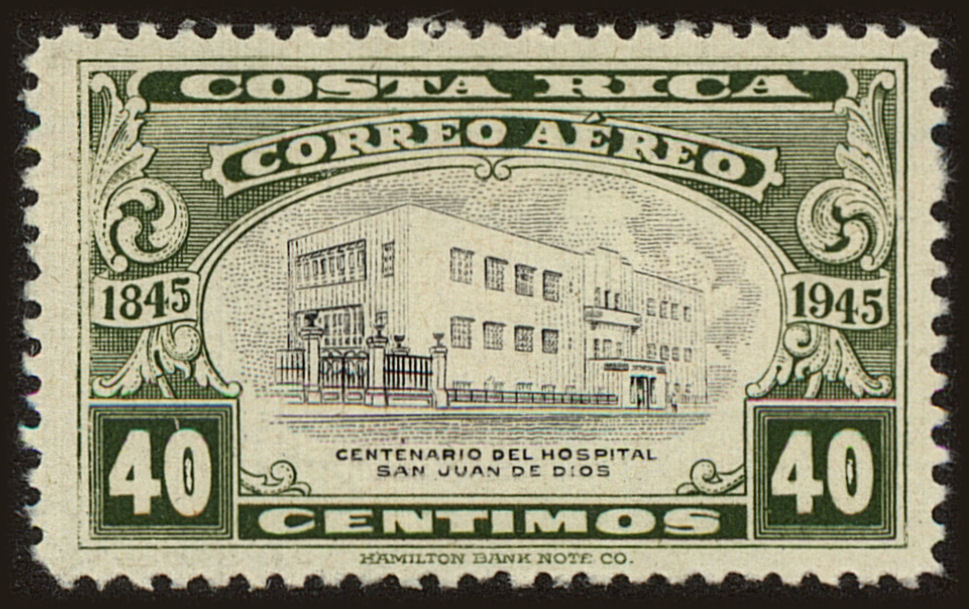 COSTA RICA
CORREO AÉREO
1845 1945
CENTENARIO DEL HOSPITAL
SAN JUAN DE DIOS
40 40
CENTIMOS
HAMILTON BANK NOTE CO.